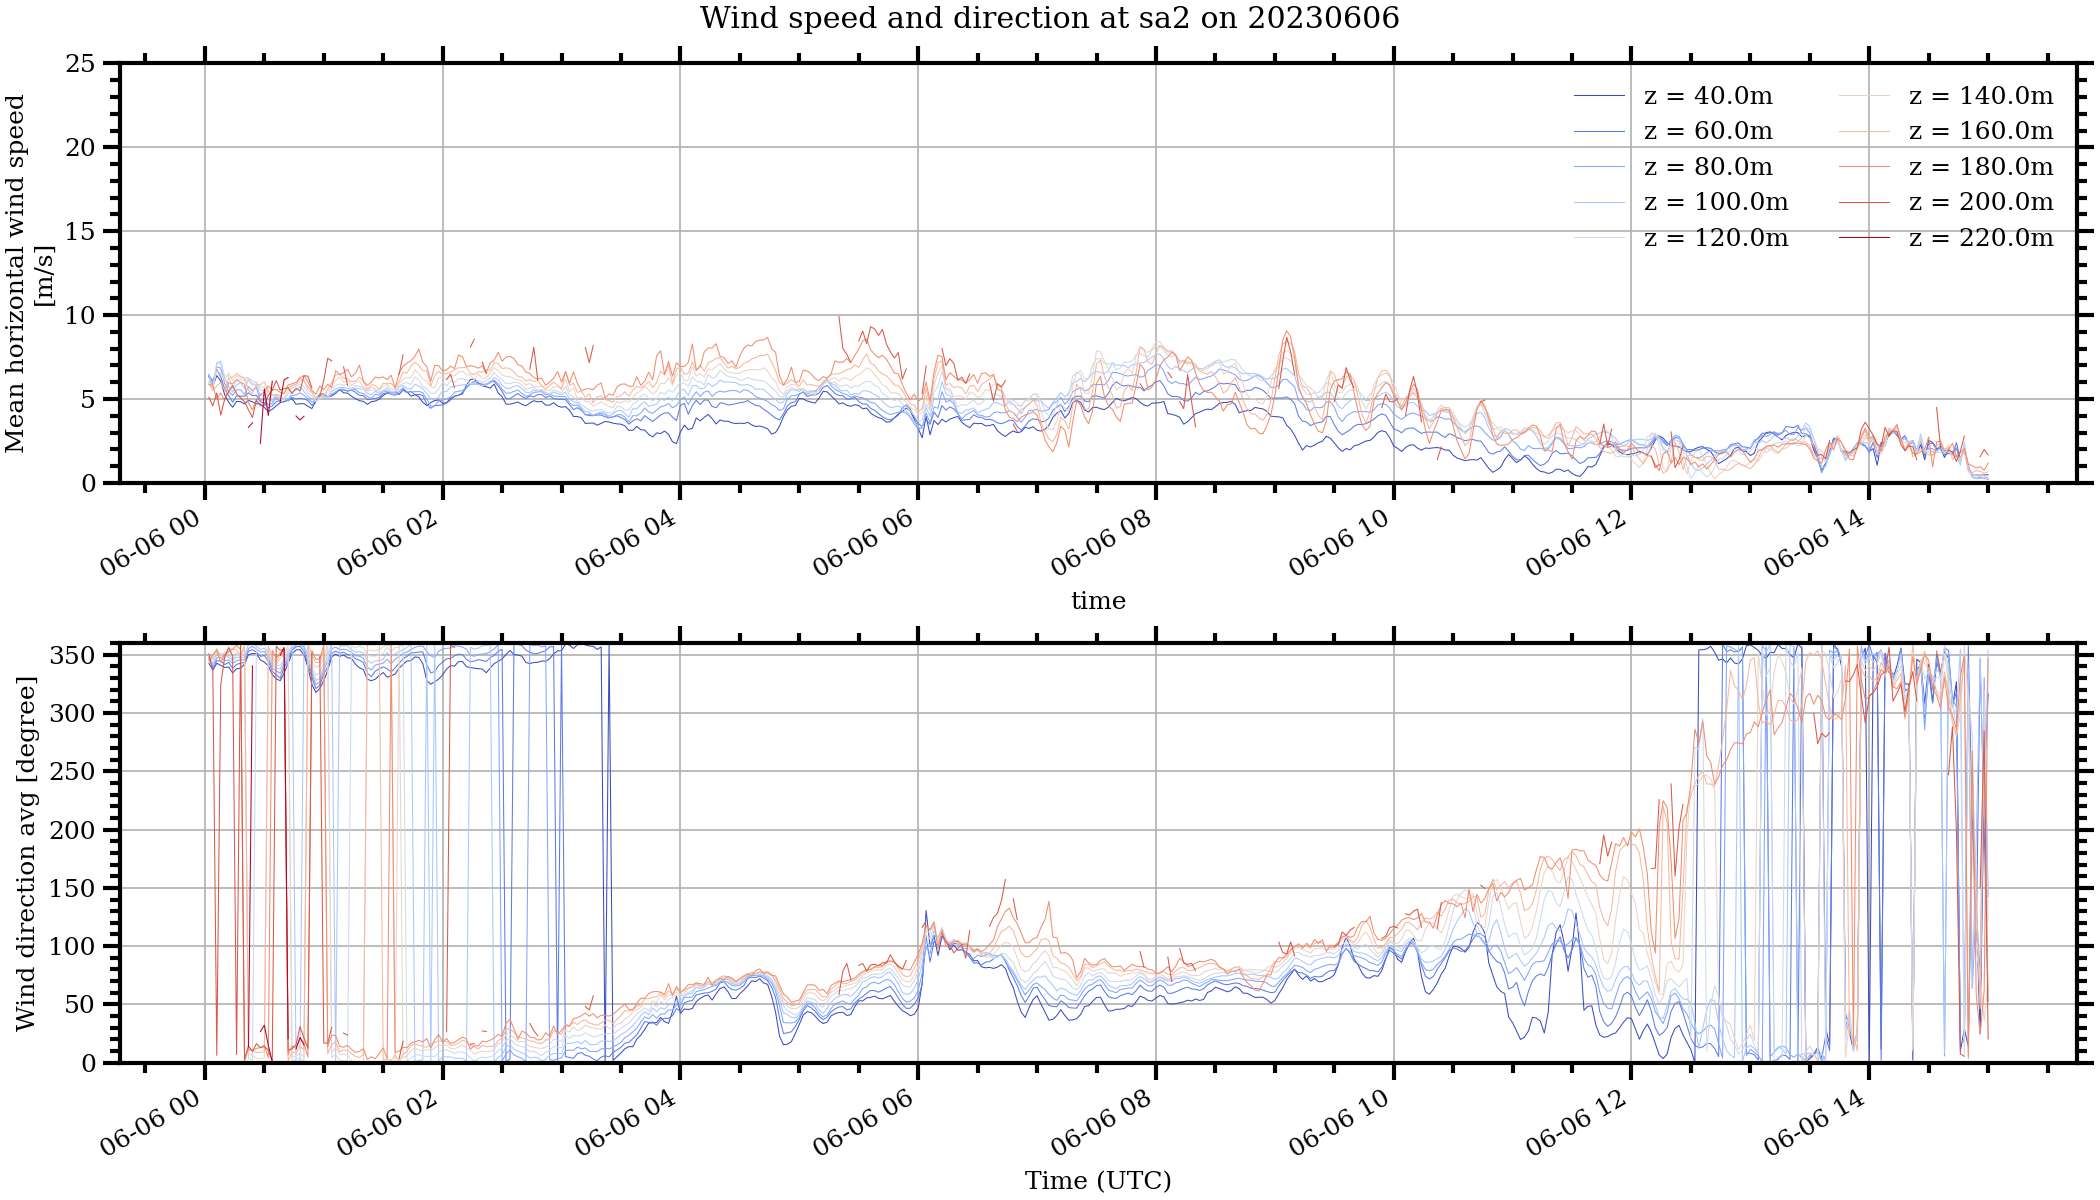 Wind speed and direction at sa2 on 20230606
Mean horizontal wind speed
[m/s]
25
20
15
10
5
0
z = 40.0m
z = 60.0m
z = 80.0m
z = 100.0m
z = 120.0m
z = 140.0m
z = 160.0m
z = 180.0m
z = 200.0m
z = 220.0m
06-06 00
06-06 02
06-06 04
06-06 06
06-06 08
06-06 10
06-06 12
06-06 14
time
Wind direction avg [degree]
350
300
250
200
150
100
50
0
06-06 00
06-06 02
06-06 04
06-06 06
06-06 08
06-06 10
06-06 12
06-06 14
Time (UTC)